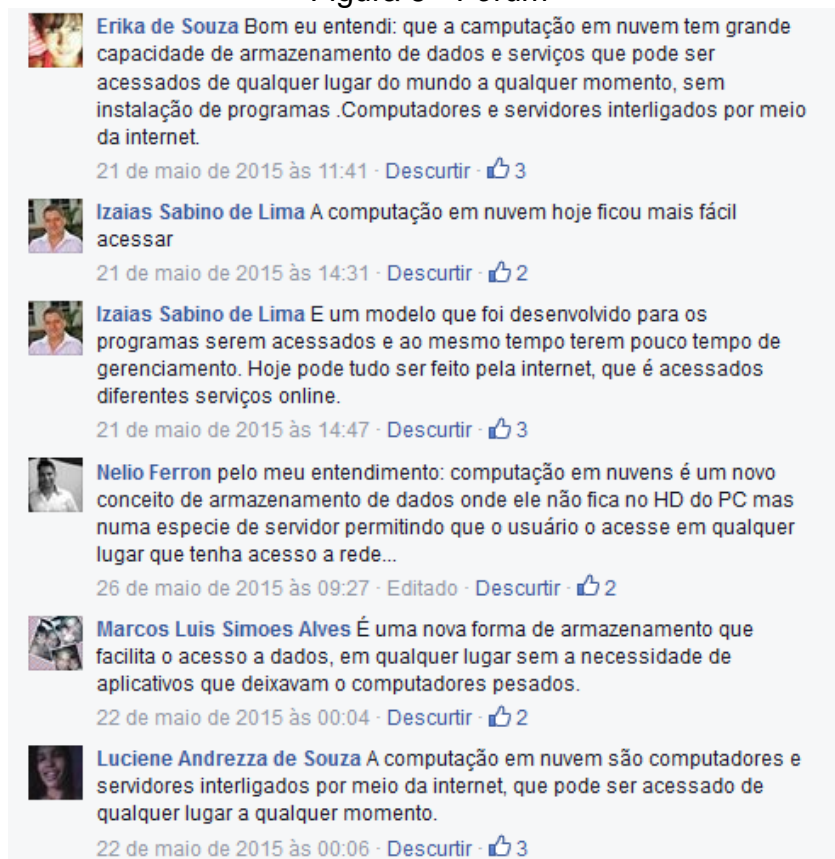 Figura - Fórum
Erika de Souza Bom eu entendi: que a camputação em nuvem tem grande
capacidade de armazenamento de dados e serviços que pode ser
acessados de qualquer lugar do mundo a qualquer momento, sem
instalação de programas .Computadores e servidores interligados por meio
da internet.
21 de maio de 2015 às 11:41 · Descurtir · 3
Izaias Sabino de Lima A computação em nuvem hoje ficou mais fácil
acessar
21 de maio de 2015 às 14:31 · Descurtir · 2
Izaias Sabino de Lima E um modelo que foi desenvolvido para os
programas serem acessados e ao mesmo tempo terem pouco tempo de
gerenciamento. Hoje pode tudo ser feito pela internet, que é acessados
diferentes serviços online.
21 de maio de 2015 às 14:47 · Descurtir · 3
Nelio Ferron pelo meu entendimento: computação em nuvens é um novo
conceito de armazenamento de dados onde ele não fica no HD do PC mas
numa especie de servidor permitindo que o usuário o acesse em qualquer
lugar que tenha acesso a rede...
26 de maio de 2015 às 09:27 · Editado · Descurtir · 2
Marcos Luis Simoes Alves É uma nova forma de armazenamento que
facilita o acesso a dados, em qualquer lugar sem a necessidade de
aplicativos que deixavam o computadores pesados.
22 de maio de 2015 às 00:04 · Descurtir · 2
Luciene Andrezza de Souza A computação em nuvem são computadores e
servidores interligados por meio da internet, que pode ser acessado de
qualquer lugar a qualquer momento.
22 de maio de 2015 às 00:06 · Descurtir · 3